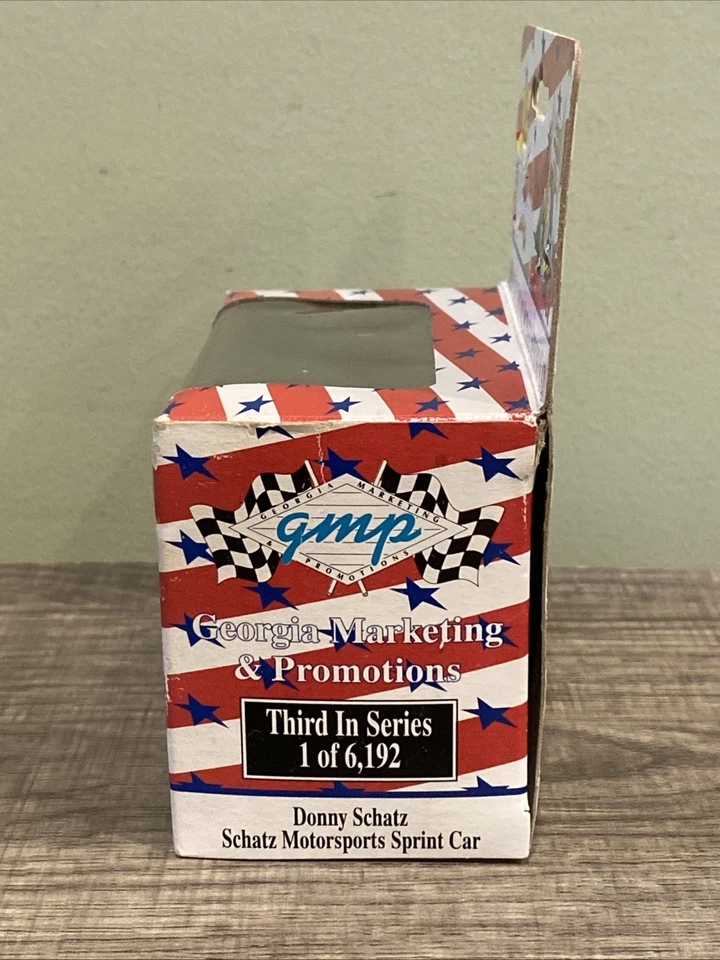 GEORGIA MARKETING
gmp
& PROMOTIONS
Georgia Marketing
& Promotions
Third In Series
1 of 6,192
Donny Schatz
Schatz Motorsports Sprint Car